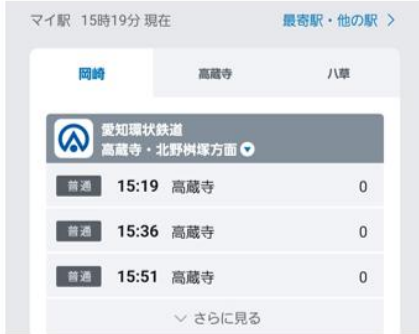 マイ駅 15時19分 現在 最寄駅・他の駅 >
岡崎 高蔵寺 八草
愛知環状鉄道
高蔵寺・北野桝塚方面
普通 15:19 高蔵寺 0
普通 15:36 高蔵寺 0
普通 15:51 高蔵寺 0
さらに見る